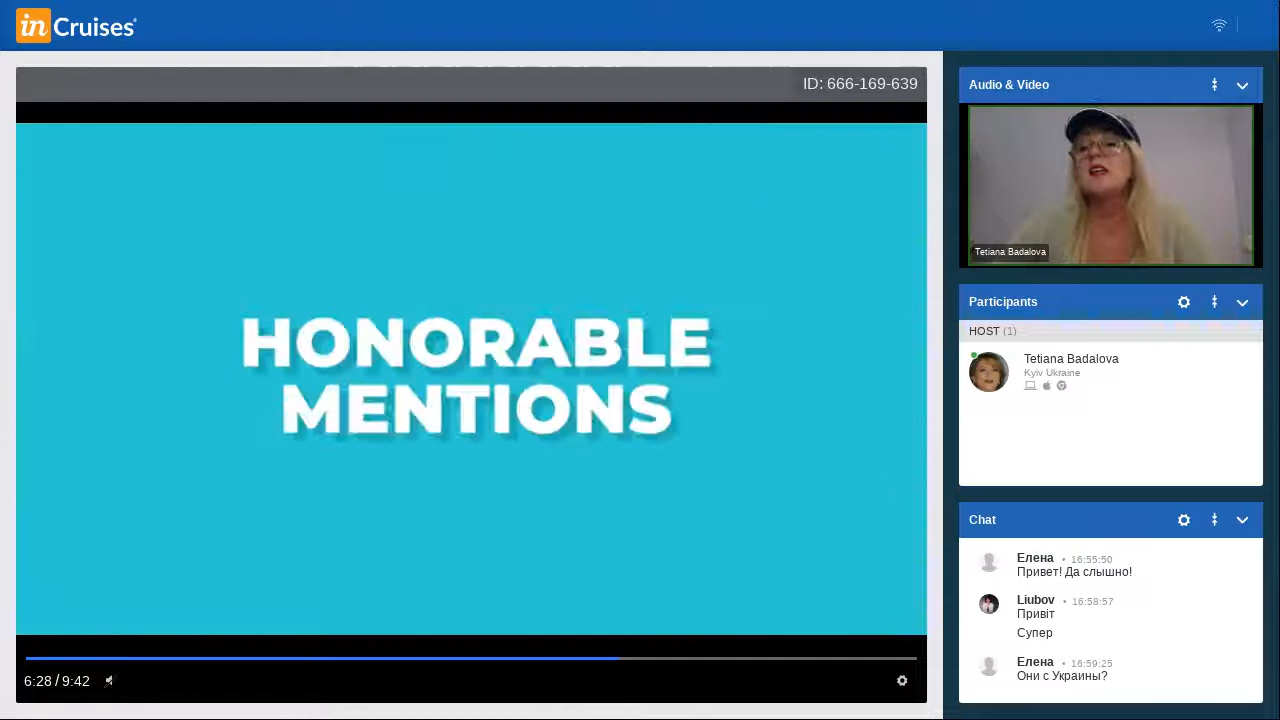 in Cruises®
ID: 666-169-639
HONORABLE
MENTIONS
6:28 / 9:42
Audio & Video
Tetiana Badalova
Participants
HOST (1)
Tetiana Badalova
Kyiv Ukraine
Chat
Елена • 16:55:50
Привет! Да слышно!
Liubov • 16:58:57
Привіт
Супер
Елена • 16:59:25
Они с Украины?